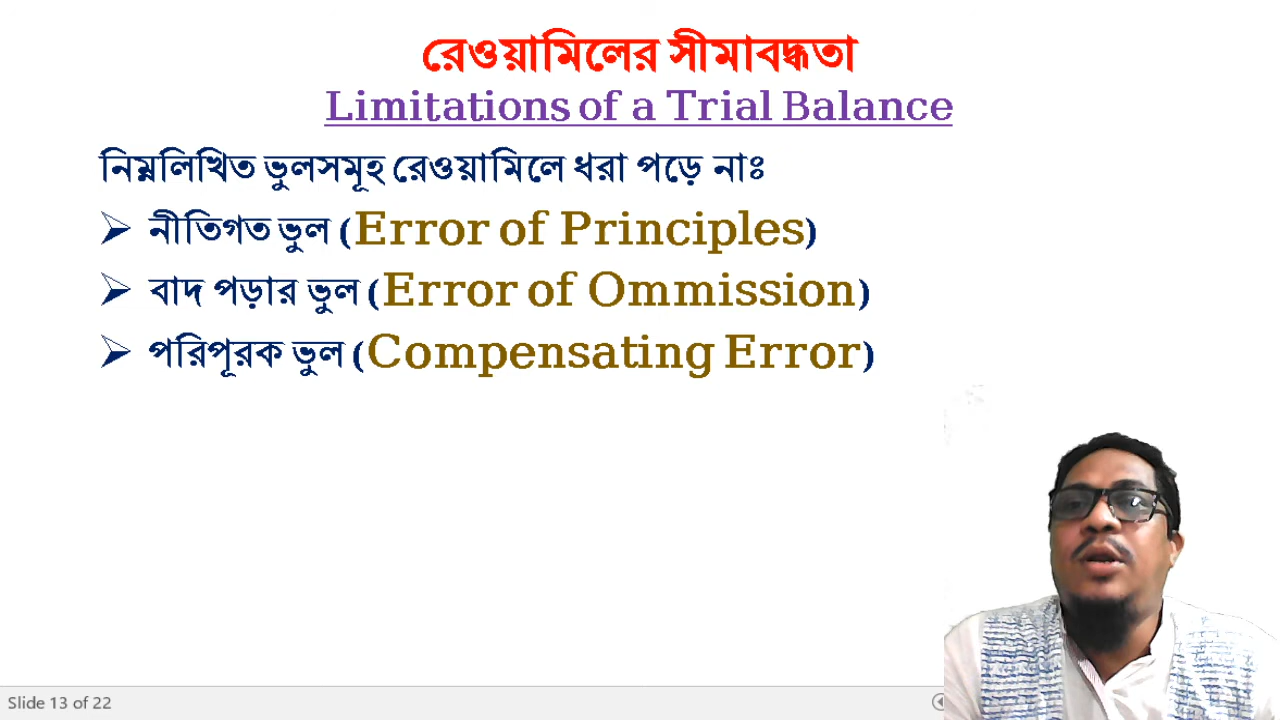 রেওয়ামিলের সীমাবদ্ধতা
Limitations of a Trial Balance
নিম্নলিখিত ভুলসমূহ রেওয়ামিলে ধরা পড়ে নাঃ
➢ নীতিগত ভুল (Error of Principles)
➢ বাদ পড়ার ভুল (Error of Ommission)
➢ পরিপূরক ভুল (Compensating Error)
Slide 13 of 22